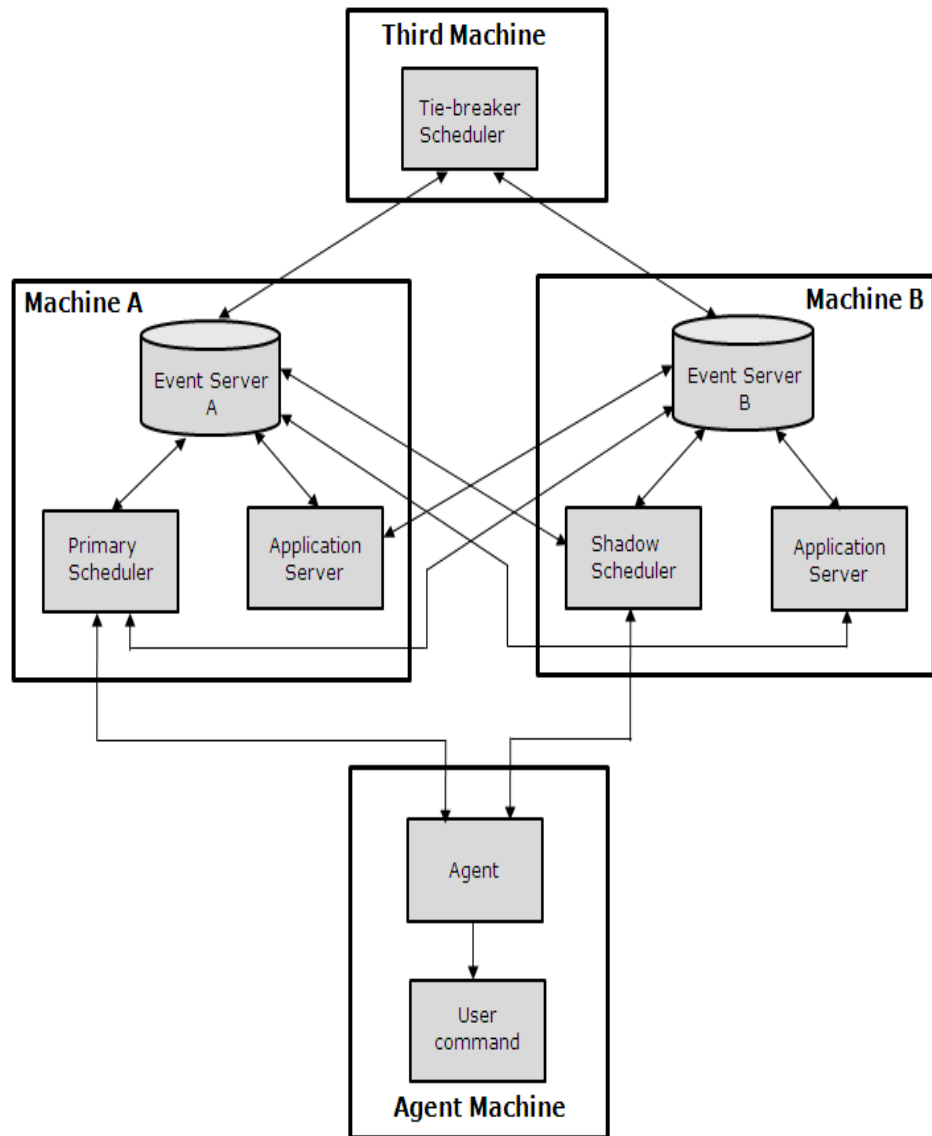 Third Machine
Tie-breaker
Scheduler
Machine A
Event Server
A
Primary
Scheduler
Application
Server
Machine B
Event Server
B
Shadow
Scheduler
Application
Server
Agent
User
command
Agent Machine